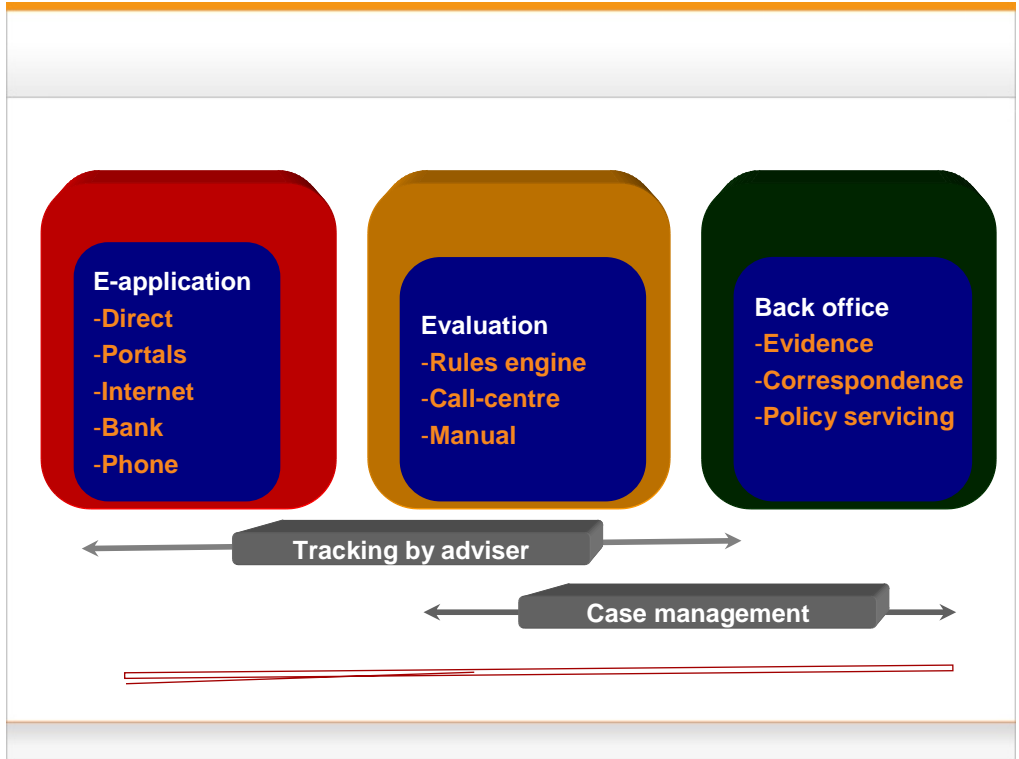 E-application
-Direct
-Portals
-Internet
-Bank
-Phone
Evaluation
-Rules engine
-Call-centre
-Manual
Back office
-Evidence
-Correspondence
-Policy servicing
Tracking by adviser
Case management